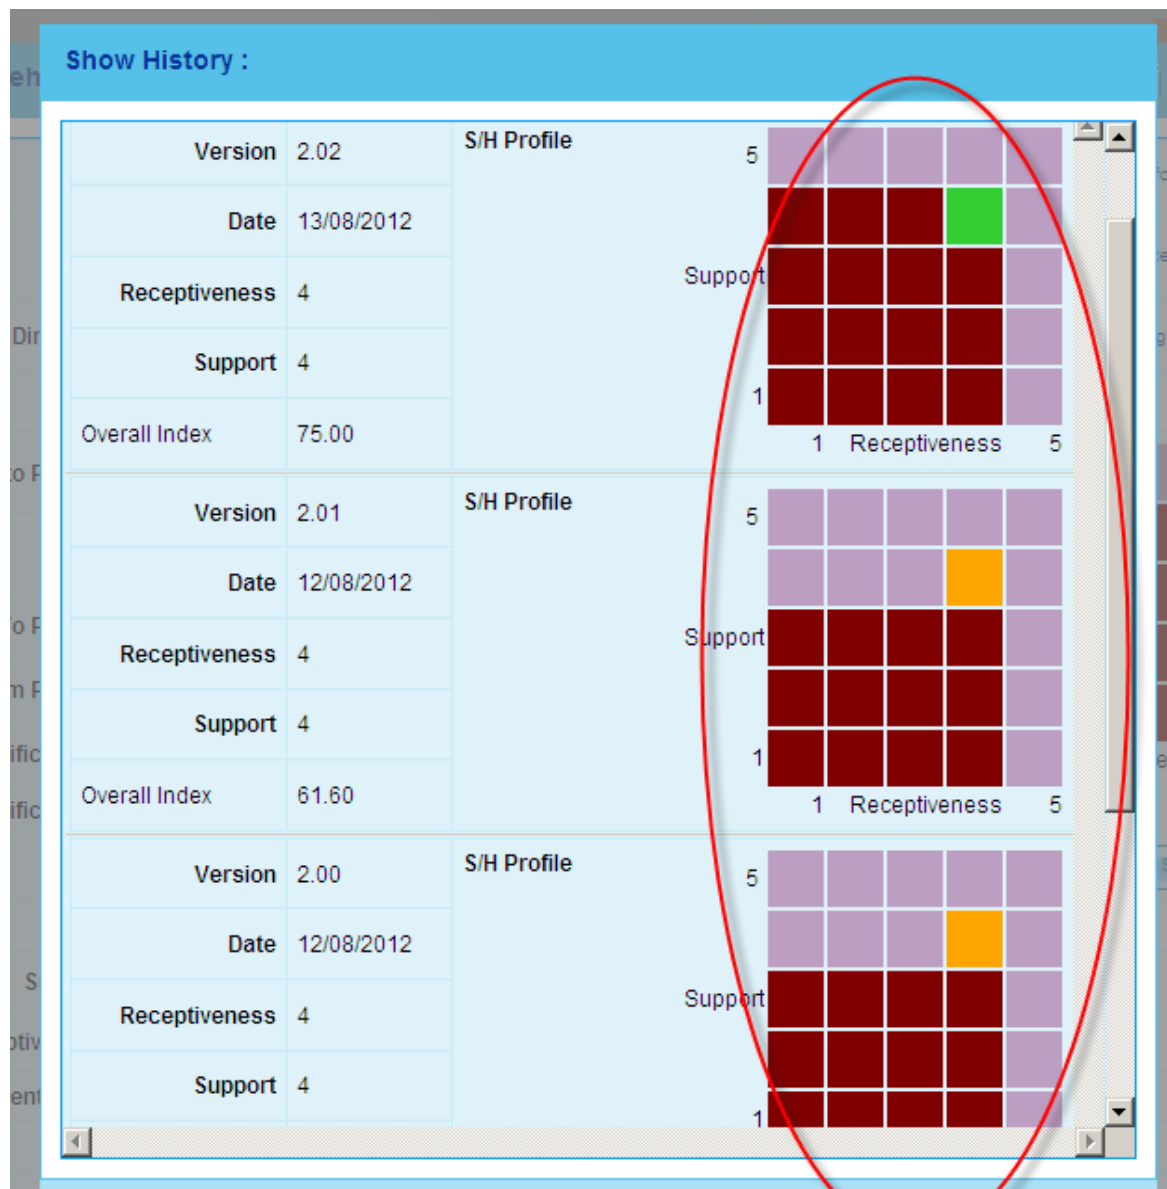 Show History :
Version 2.02 S/H Profile 5
Date 13/08/2012
Receptiveness 4 Support
Support 4
1
Overall Index 75.00
1 Receptiveness 5
Version 2.01 S/H Profile 5
Date 12/08/2012
Receptiveness 4 Support
Support 4
1
Overall Index 61.60
1 Receptiveness 5
Version 2.00 S/H Profile 5
Date 12/08/2012
Receptiveness 4 Support
Support 4
1